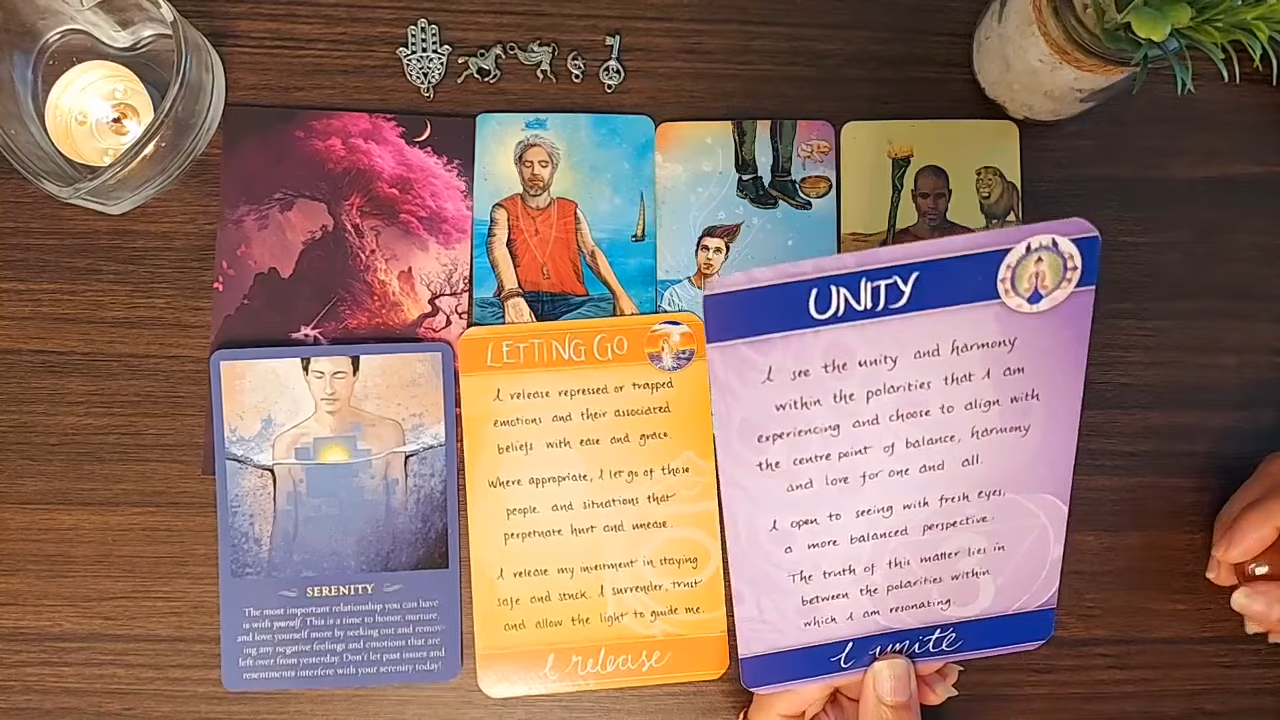 SERENITY
The most important relationship you can have
is with yourself. This is a time to honor, nurture,
and love yourself more by seeking out and remov-
ing any negative feelings and emotions that are
left over from yesterday. Don't let past issues and
resentments interfere with your serenity today!
LETTING GO
I release repressed or trapped
emotions and their associated
beliefs with ease and grace.
Where appropriate, I let go of those
people and situations that
perpetuate hurt and unease.
I release my investment in staying
safe and stuck. I surrender, trust
and allow the light to guide me.
I release
UNITY
I see the unity and harmony
within the polarities that I am
experiencing and choose to align with
the centre point of balance, harmony
and love for one and all.
I open to seeing with fresh eyes,
a more balanced perspective.
The truth of this matter lies in
between the polarities within
which I am resonating.
I unite